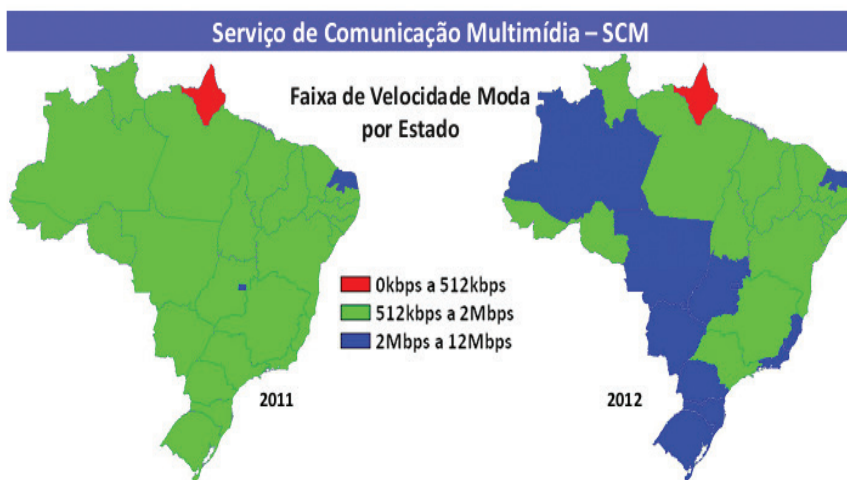 Serviço de Comunicação Multimídia – SCM
Faixa de Velocidade Moda
por Estado
0kbps a 512kbps
512kbps a 2Mbps
2Mbps a 12Mbps
2011
2012